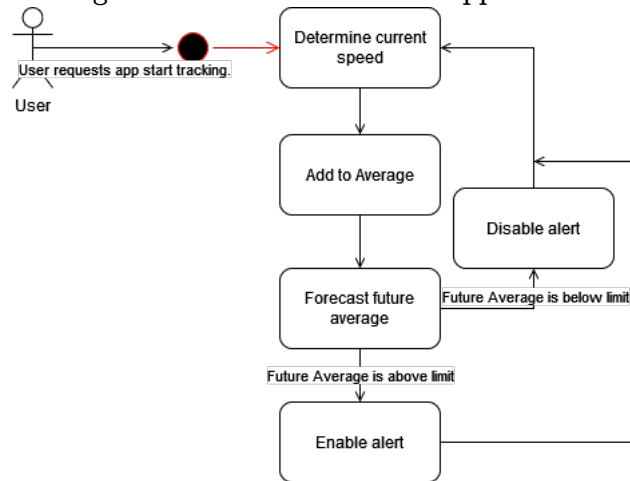 User requests app start tracking.
User
Determine current
speed
Add to Average
Disable alert
Forecast future
average
Future Average is below limit
Future Average is above limit
Enable alert